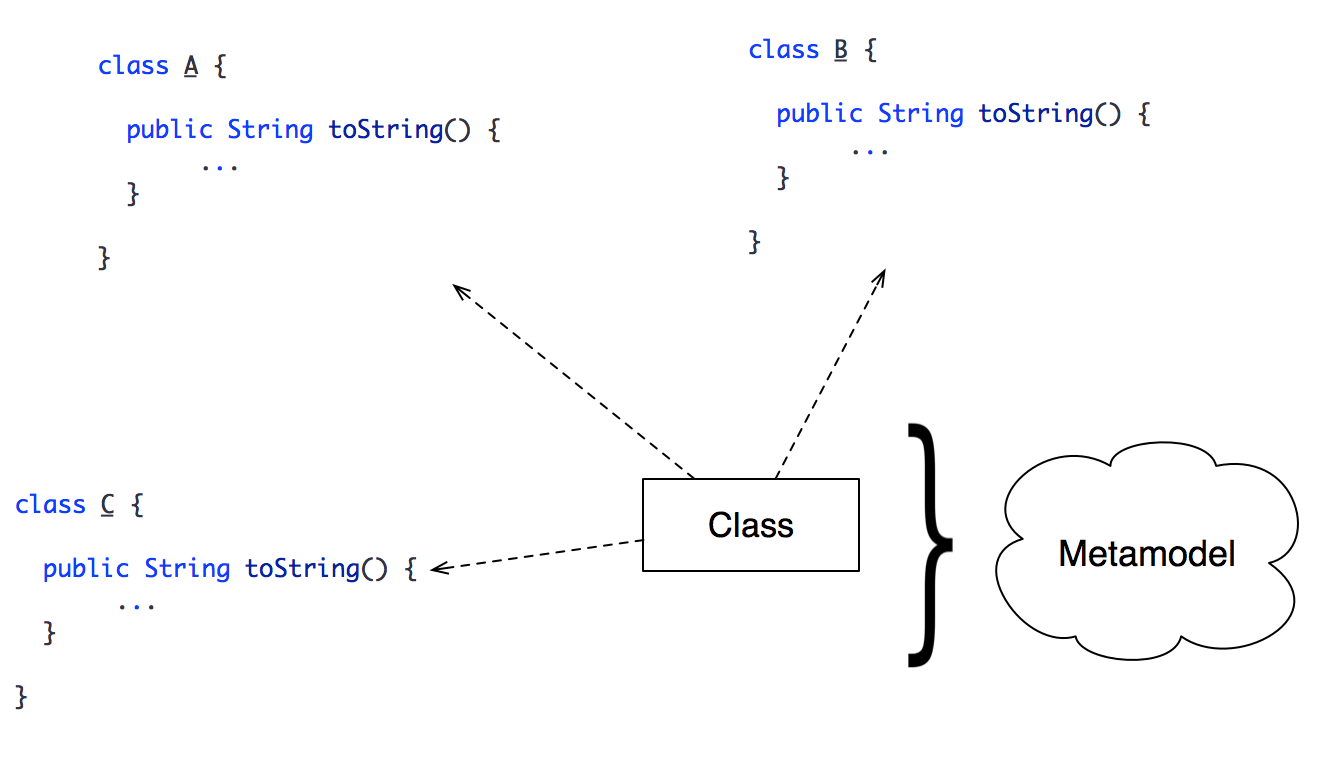 class A {
public String toString() {
...
}
}
class B {
public String toString() {
...
}
}
class C {
public String toString() {
...
}
}
Class
}
Metamodel